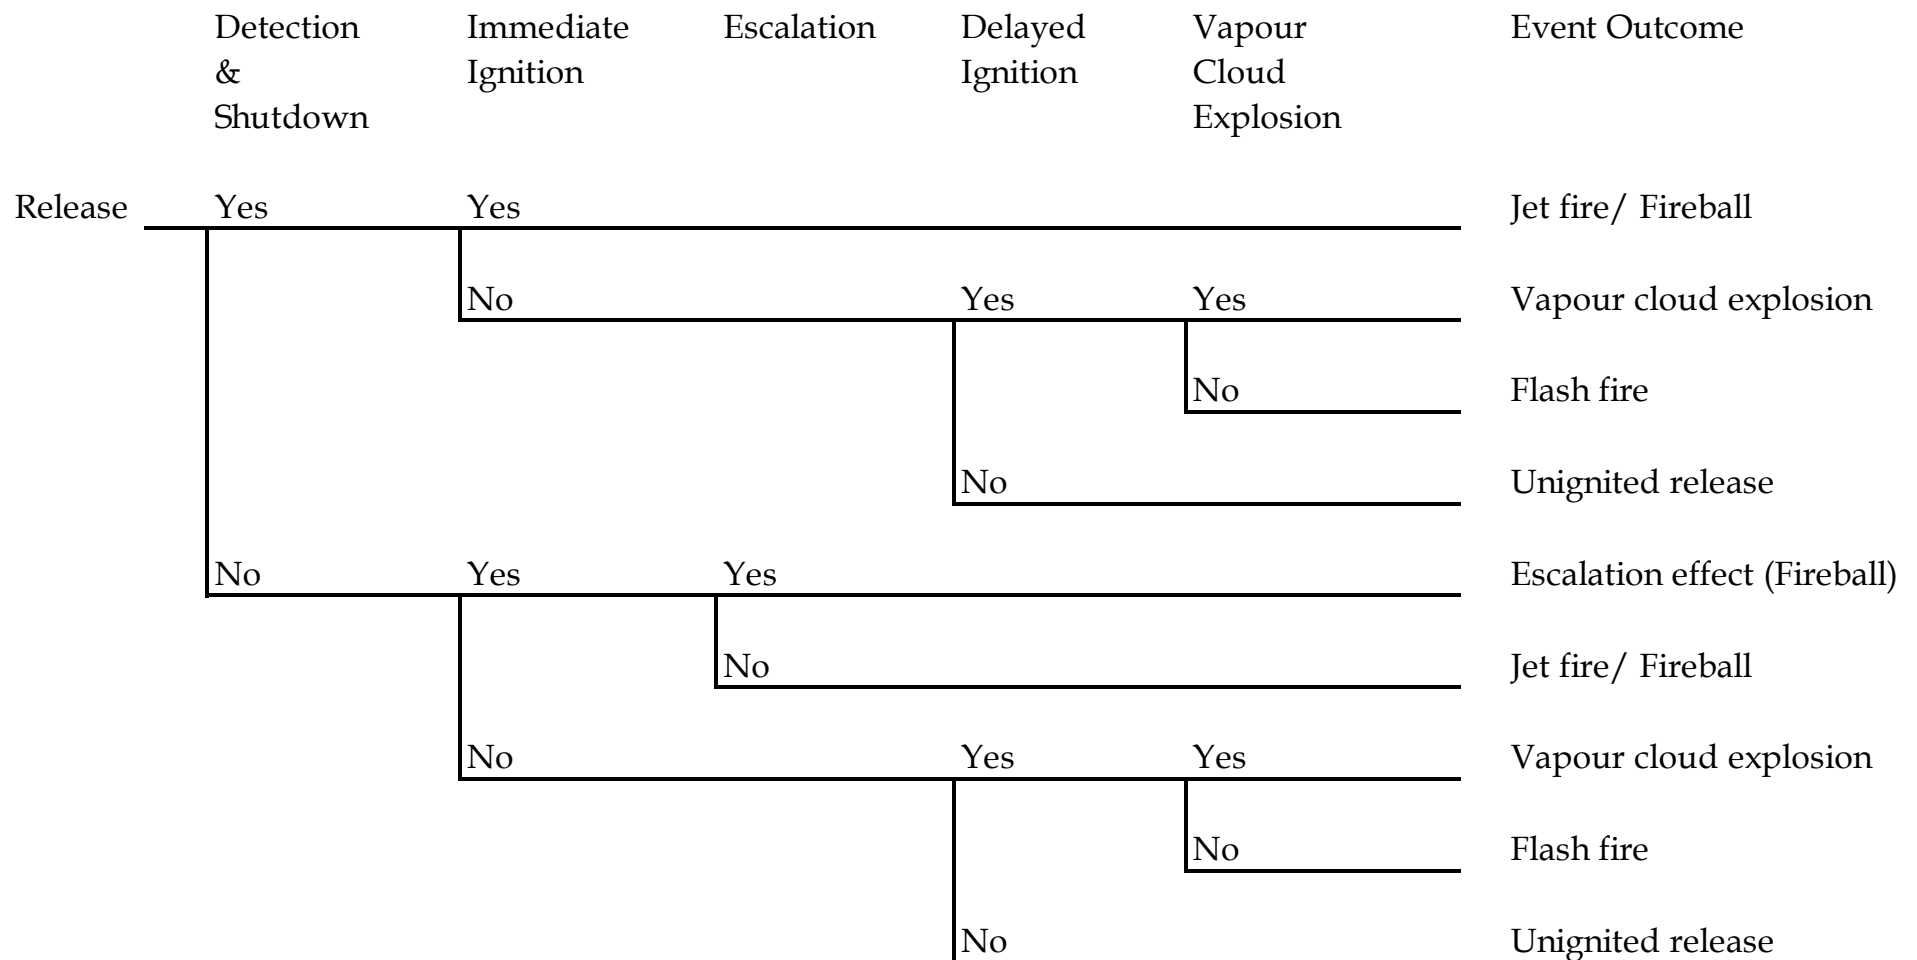 Detection Immediate Escalation Delayed Vapour Event Outcome
& Ignition Ignition Cloud
Shutdown Explosion
Release Yes Yes Jet fire/ Fireball
No Yes Yes Vapour cloud explosion
No Flash fire
No Unignited release
No Yes Yes Escalation effect (Fireball)
No Jet fire/ Fireball
No Yes Yes Vapour cloud explosion
No Flash fire
No Unignited release